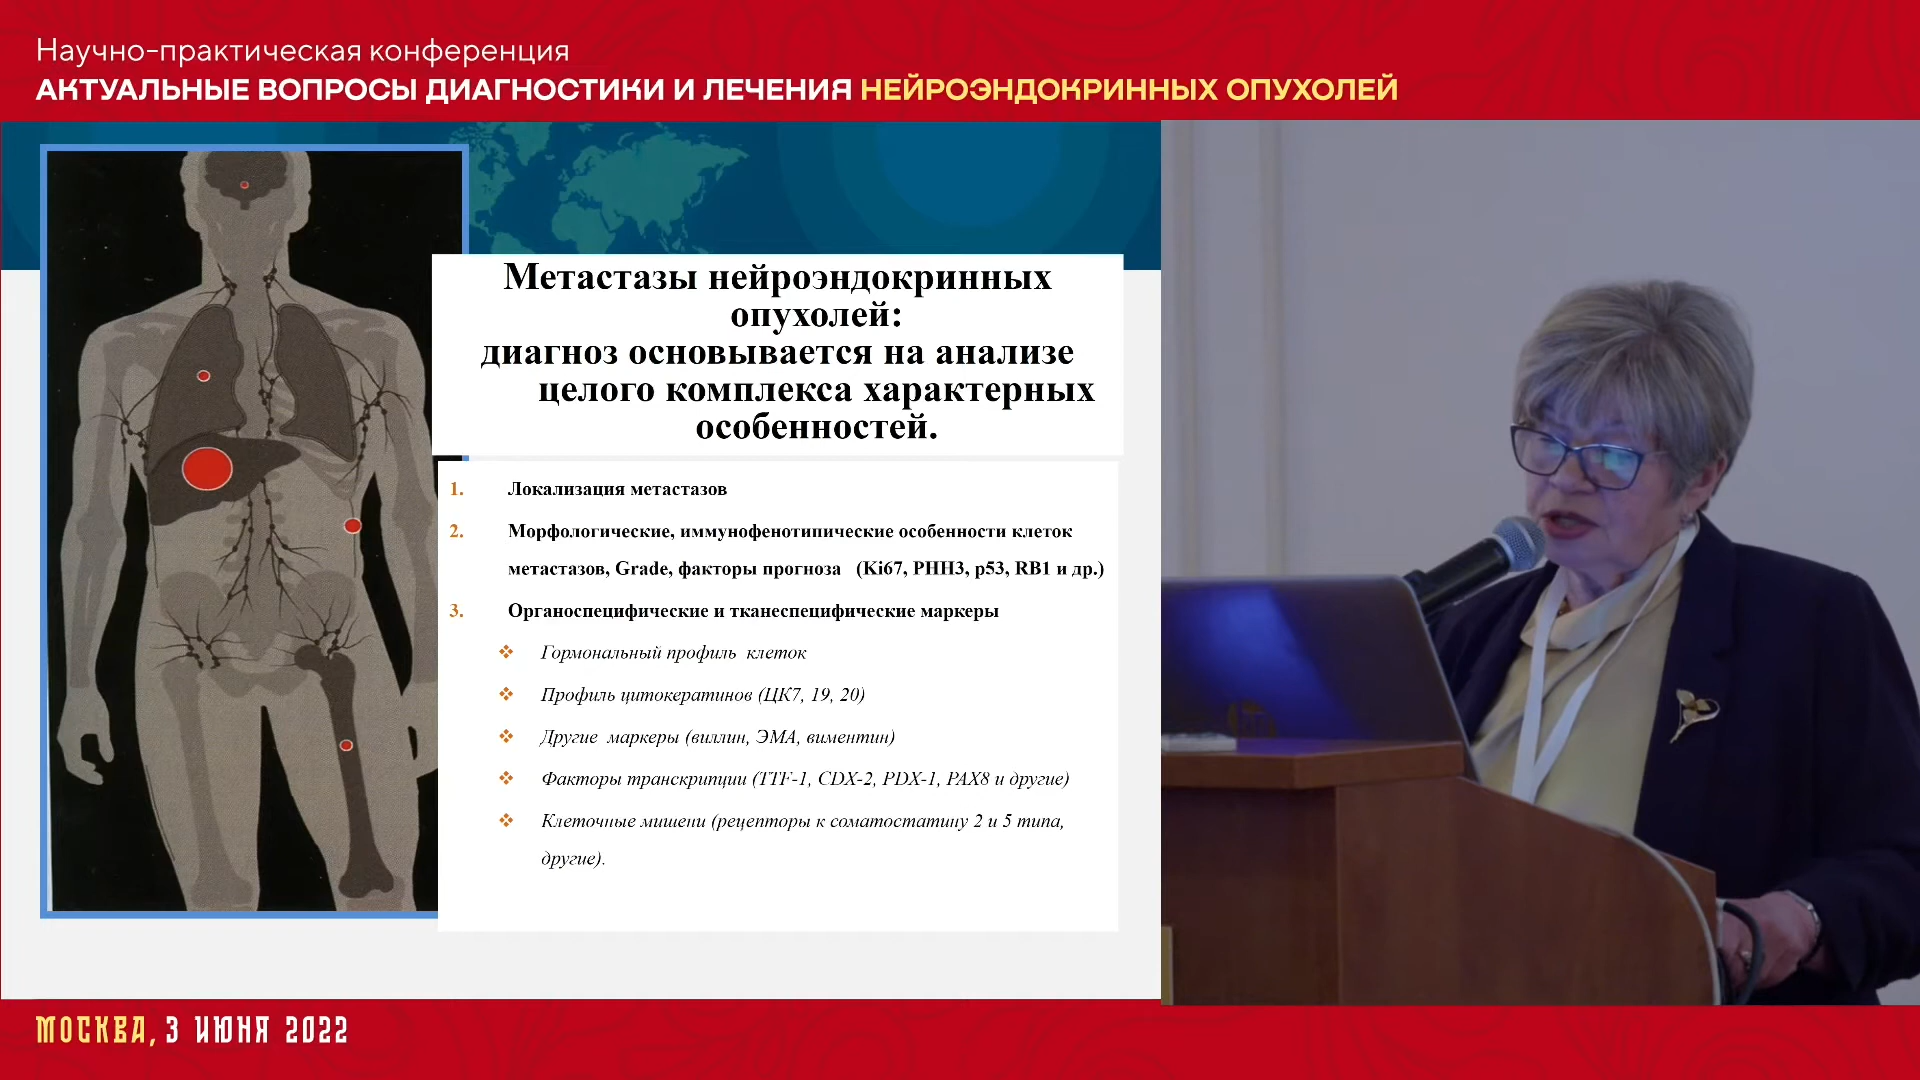 Научно-практическая конференция
АКТУАЛЬНЫЕ ВОПРОСЫ ДИАГНОСТИКИ И ЛЕЧЕНИЯ НЕЙРОЭНДОКРИННЫХ ОПУХОЛЕЙ
Метастазы нейроэндокринных
опухолей:
диагноз основывается на анализе
целого комплекса характерных
особенностей.
1. Локализация метастазов
2. Морфологические, иммунофенотипические особенности клеток
метастазов, Grade, факторы прогноза (Ki67, PHH3, p53, RB1 и др.)
3. Органоспецифические и тканеспецифические маркеры
❖ Гормональный профиль клеток
❖ Профиль цитокератинов (ЦК7, 19, 20)
❖ Другие маркеры (виллин, ЭМА, виментин)
❖ Факторы транскрипции (TTF-1, CDX-2, PDX-1, PAX8 и другие)
❖ Клеточные мишени (рецепторы к соматостатину 2 и 5 типа,
другие).
МОСКВА, 3 ИЮНЯ 2022